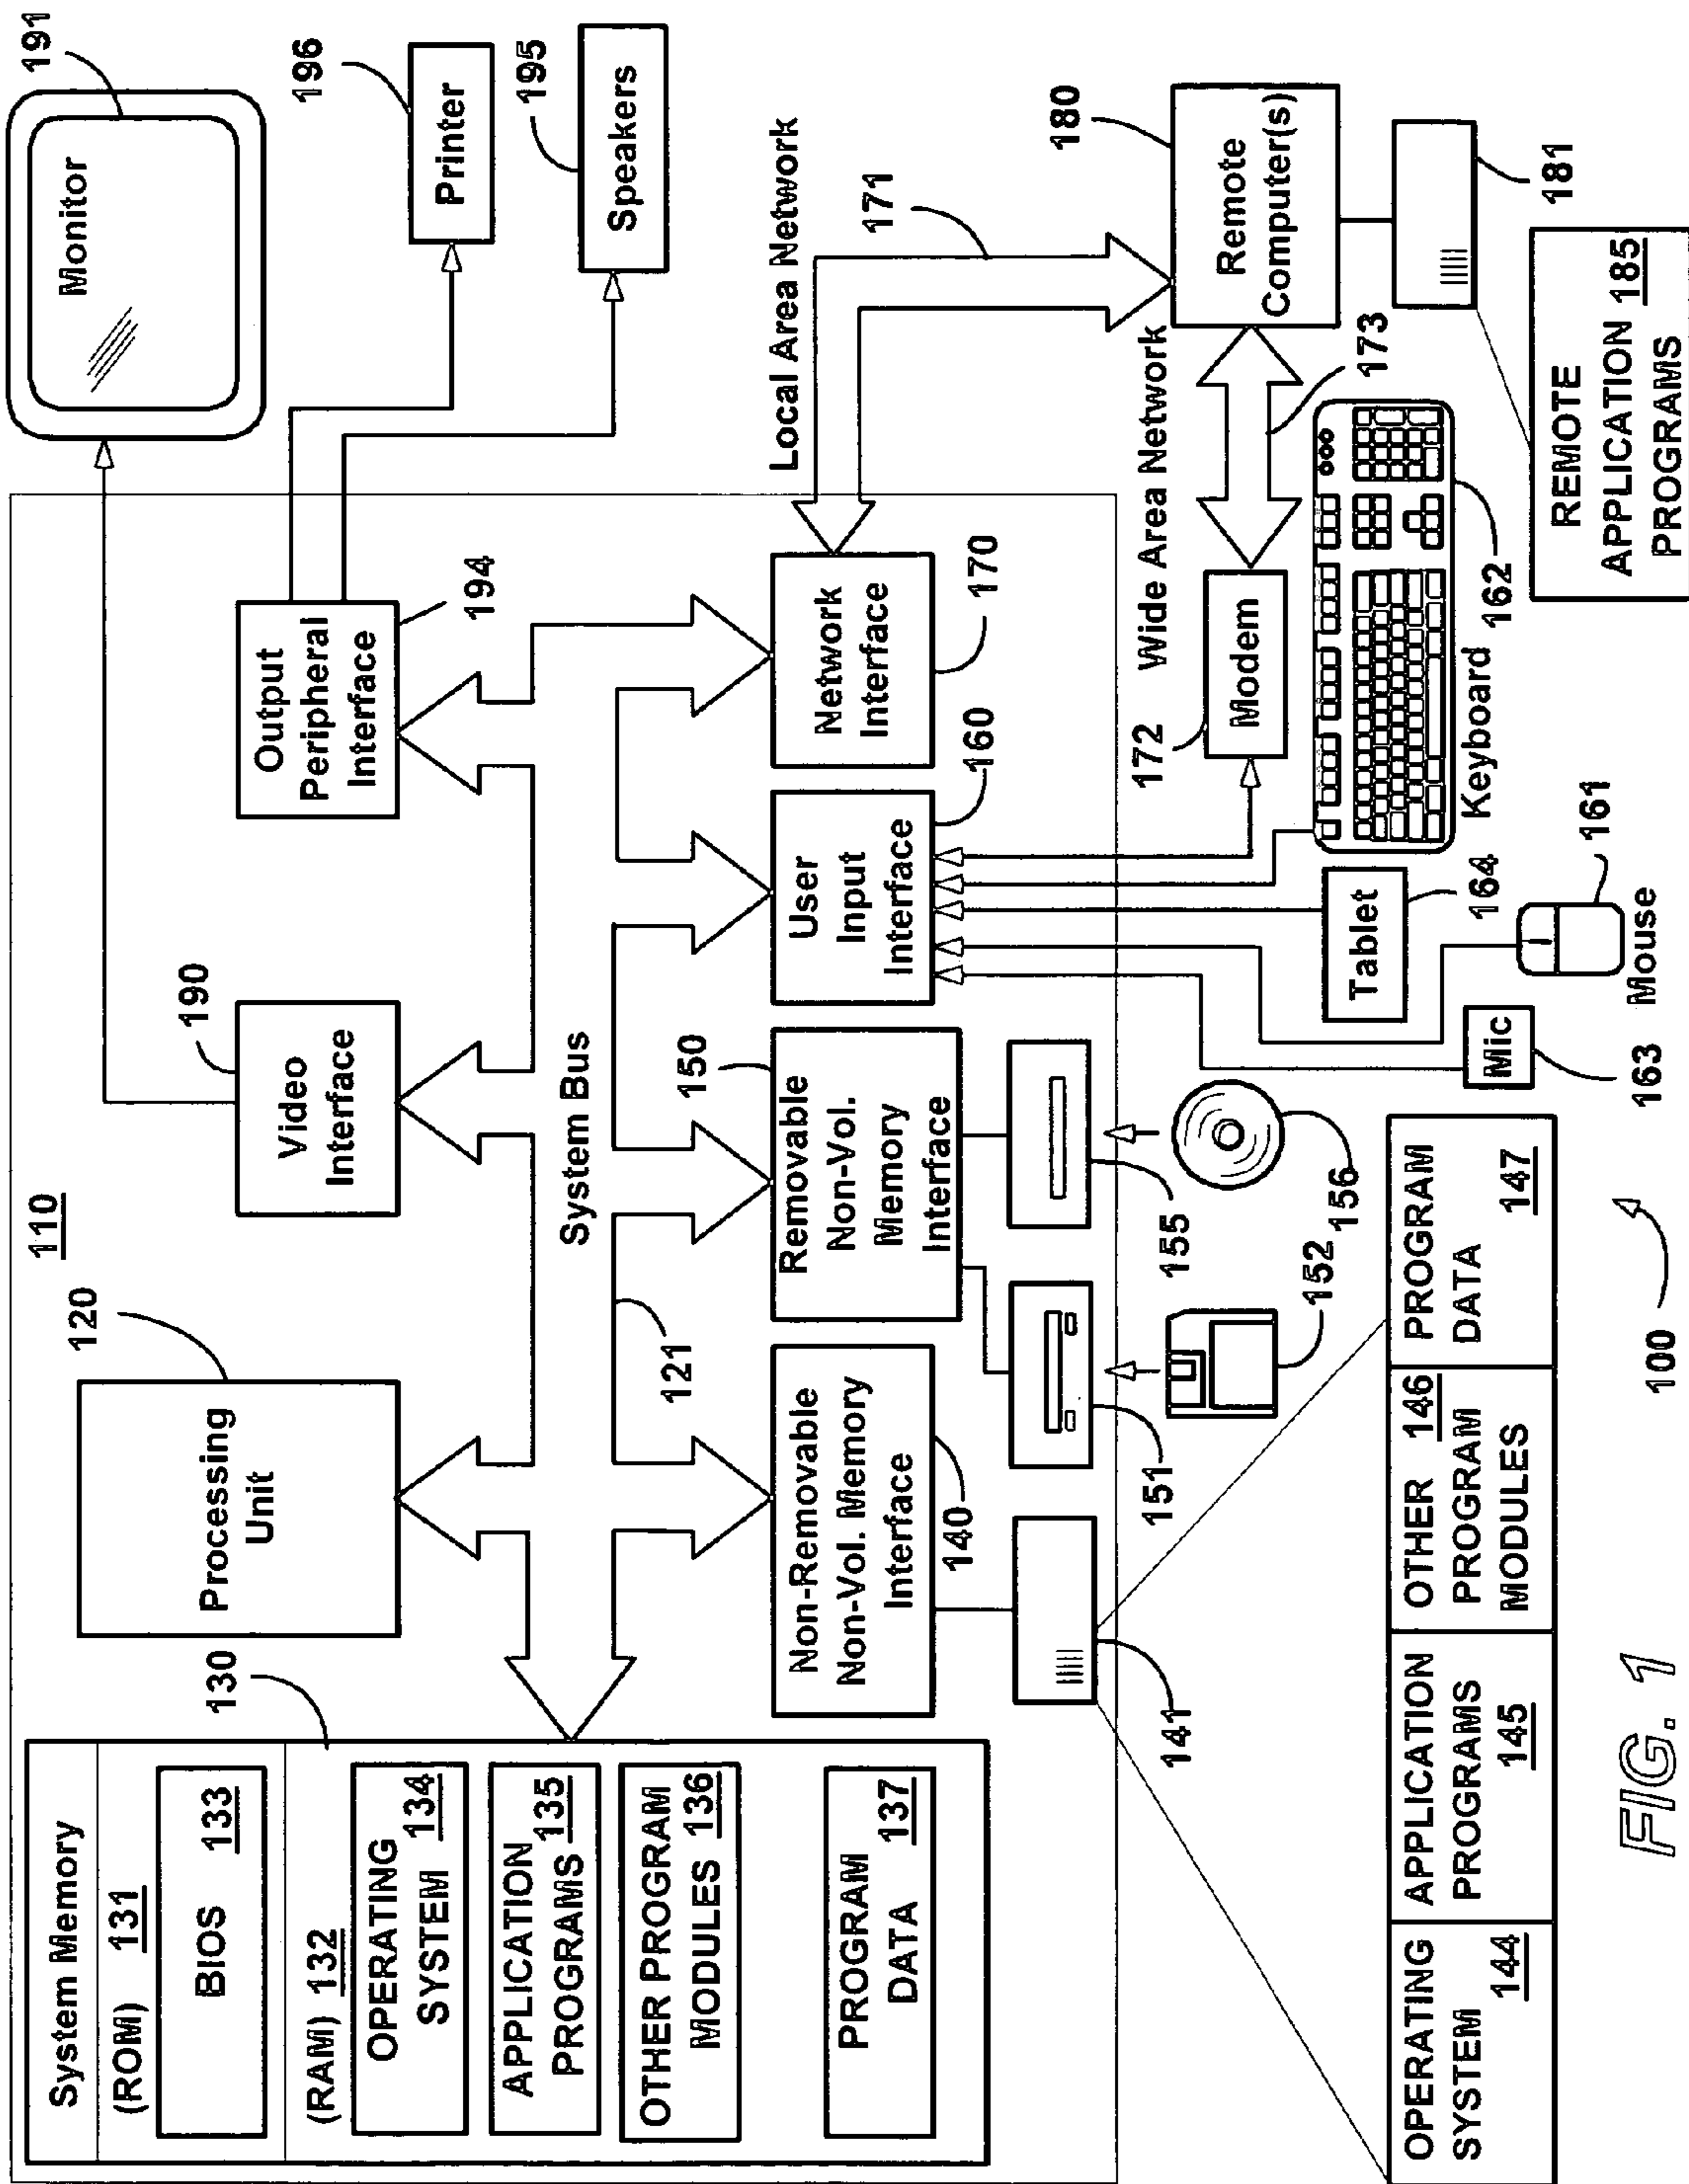 110
System Memory
(ROM) 131
BIOS 133
(RAM) 132
OPERATING
SYSTEM 134
APPLICATION
PROGRAMS 135
OTHER PROGRAM
MODULES 136
PROGRAM
DATA 137
130
120
Processing
Unit
190
Video
Interface
Output
Peripheral
Interface
194
Monitor
191
196
Printer
195
Speakers
System Bus
121
Non-Removable
Non-Vol. Memory
Interface
140
150
Removable
Non-Vol.
Memory
Interface
User
Input
Interface
160
Network
Interface
170
Local Area Network
171
141
151
152
155
156
172
Modem
Wide Area Network
173
180
Remote
Computer(s)
181
REMOTE
APPLICATION 185
PROGRAMS
Keyboard
162
Tablet
164
161
Mouse
Mic
163
OPERATING
SYSTEM 144
APPLICATION
PROGRAMS
145
OTHER 146
PROGRAM
MODULES
PROGRAM
DATA 147
100
FIG. 1